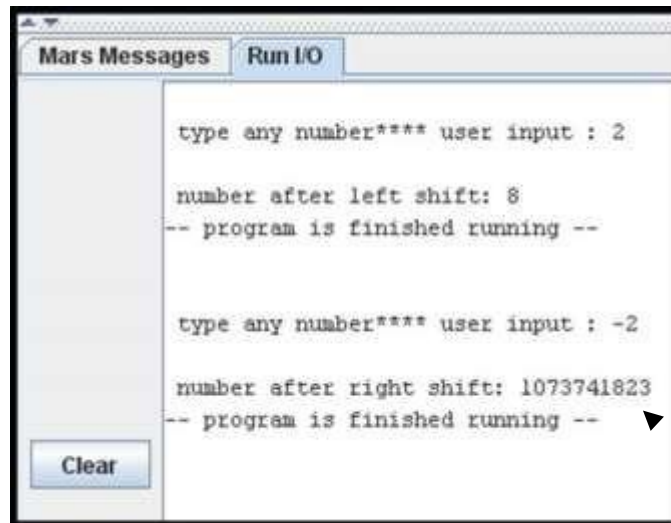 Mars Messages Run I/O
type any number**** user input : 2
number after left shift: 8
-- program is finished running --
type any number**** user input : -2
number after right shift: 1073741823
-- program is finished running --
Clear